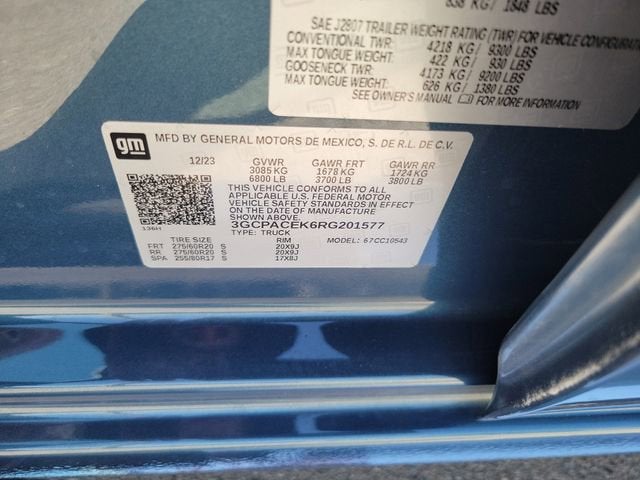 838 KG / 1848 LBS
SAE J2807 TRAILER WEIGHT RATING (TWR) FOR VEHICLE CONFIGURATI
CONVENTIONAL TWR: 4218 KG / 9300 LBS
MAX TONGUE WEIGHT: 422 KG / 930 LBS
GOOSENECK TWR: 4173 KG / 9200 LBS
MAX TONGUE WEIGHT: 626 KG / 1380 LBS
SEE OWNER'S MANUAL FOR MORE INFORMATION
gm
MFD BY GENERAL MOTORS DE MEXICO, S. DE R.L. DE C.V.
12/23 GVWR GAWR FRT GAWR RR
3085 KG 1678 KG 1724 KG
6800 LB 3700 LB 3800 LB
THIS VEHICLE CONFORMS TO ALL
APPLICABLE U.S. FEDERAL MOTOR
VEHICLE SAFETY STANDARDS IN EFFECT
ON THE DATE OF MANUFACTURE
3GCPACEK6RG201577
136H TYPE: TRUCK
TIRE SIZE RIM MODEL: 67CC10543
FRT 275/60R20 S 20X9J
RR 275/60R20 S 20X9J
SPA 255/80R17 S 17X8J